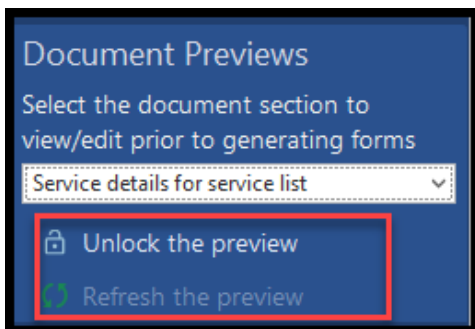 Document Previews
Select the document section to
view/edit prior to generating forms
Service details for service list
Unlock the preview
Refresh the preview